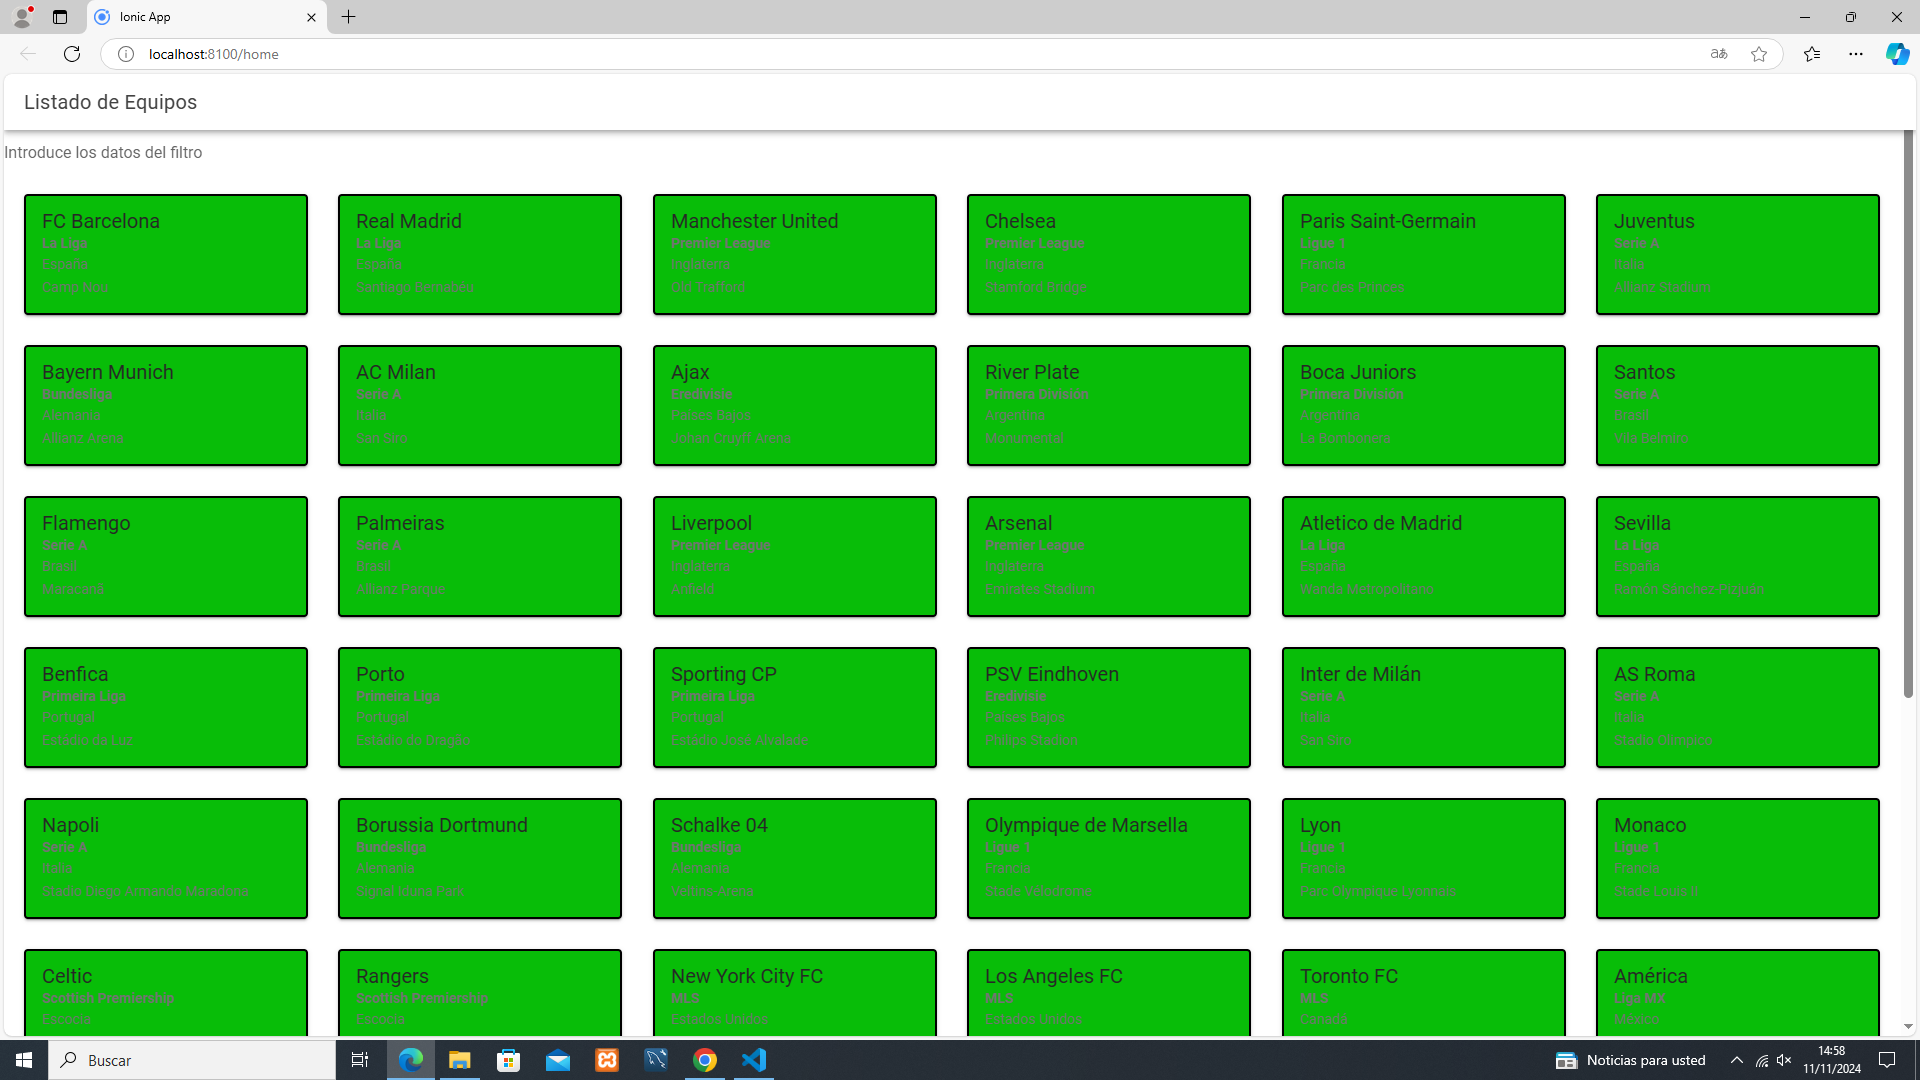 Ionic App
localhost:8100/home
Listado de Equipos
Introduce los datos del filtro
FC Barcelona
La Liga
España
Camp Nou
Real Madrid
La Liga
España
Santiago Bernabéu
Manchester United
Premier League
Inglaterra
Old Trafford
Chelsea
Premier League
Inglaterra
Stamford Bridge
Paris Saint-Germain
Ligue 1
Francia
Parc des Princes
Juventus
Serie A
Italia
Allianz Stadium
Bayern Munich
Bundesliga
Alemania
Allianz Arena
AC Milan
Serie A
Italia
San Siro
Ajax
Eredivisie
Países Bajos
Johan Cruyff Arena
River Plate
Primera División
Argentina
Monumental
Boca Juniors
Primera División
Argentina
La Bombonera
Santos
Serie A
Brasil
Vila Belmiro
Flamengo
Serie A
Brasil
Maracanã
Palmeiras
Serie A
Brasil
Allianz Parque
Liverpool
Premier League
Inglaterra
Anfield
Arsenal
Premier League
Inglaterra
Emirates Stadium
Atletico de Madrid
La Liga
España
Wanda Metropolitano
Sevilla
La Liga
España
Ramón Sánchez Pizjuán
Benfica
Primeira Liga
Portugal
Estádio da Luz
Porto
Primeira Liga
Portugal
Estádio do Dragão
Sporting CP
Primeira Liga
Portugal
Estádio José Alvalade
PSV Eindhoven
Eredivisie
Países Bajos
Philips Stadion
Inter de Milán
Serie A
Italia
San Siro
AS Roma
Serie A
Italia
Stadio Olimpico
Napoli
Serie A
Italia
Stadio Diego Armando Maradona
Borussia Dortmund
Bundesliga
Alemania
Signal Iduna Park
Schalke 04
Bundesliga
Alemania
Veltins-Arena
Olympique de Marsella
Ligue 1
Francia
Stade Vélodrome
Lyon
Ligue 1
Francia
Parc Olympique Lyonnais
Monaco
Ligue 1
Francia
Stade Louis II
Celtic
Scottish Premiership
Escocia
Rangers
Scottish Premiership
Escocia
New York City FC
MLS
Estados Unidos
Los Angeles FC
MLS
Estados Unidos
Toronto FC
MLS
Canadá
América
Liga MX
México
Buscar
Noticias para usted
14:58
11/11/2024